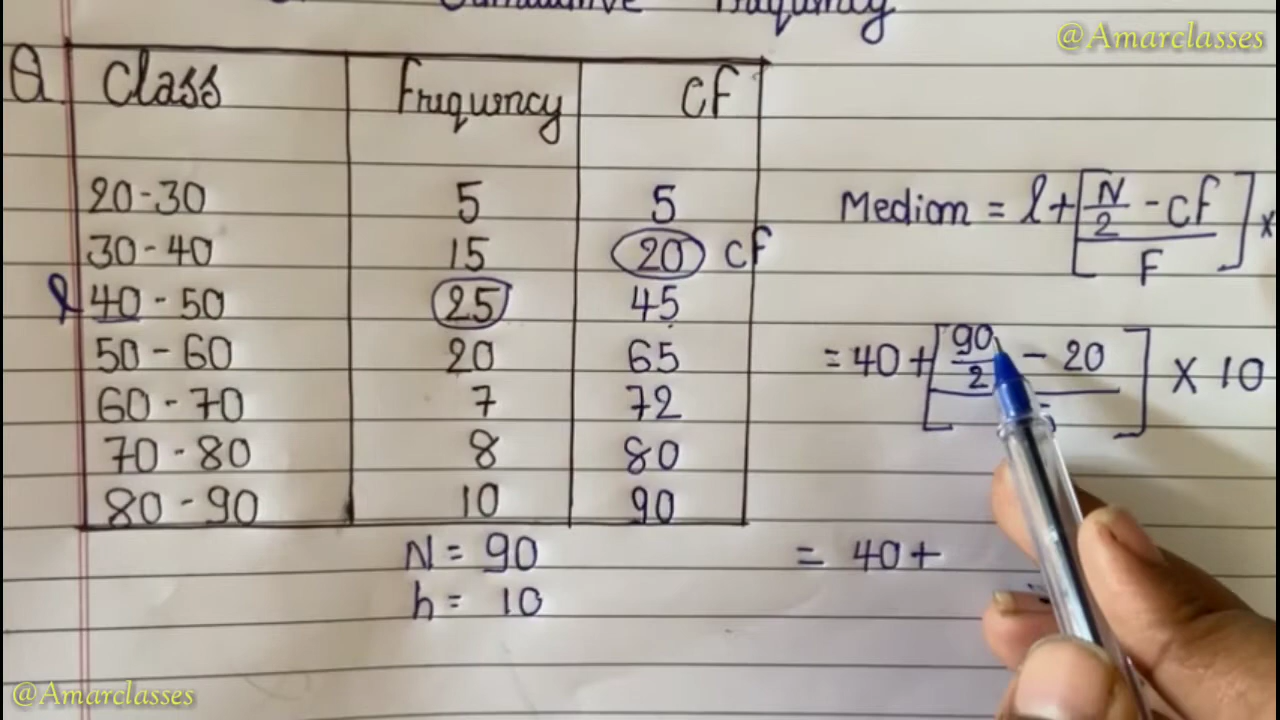 Cumulative Frequency
@Amarclasses
Q. Class Frequency CF
20-30 5 5
30-40 15 20 CF
l 40-50 25 45
50-60 20 65
60-70 7 72
70-80 8 80
80-90 10 90
N = 90
h = 10
Median = l + [N/2 - CF / F] ×
= 40 + [90/2 - 20 / ] × 10
= 40 +
@Amarclasses